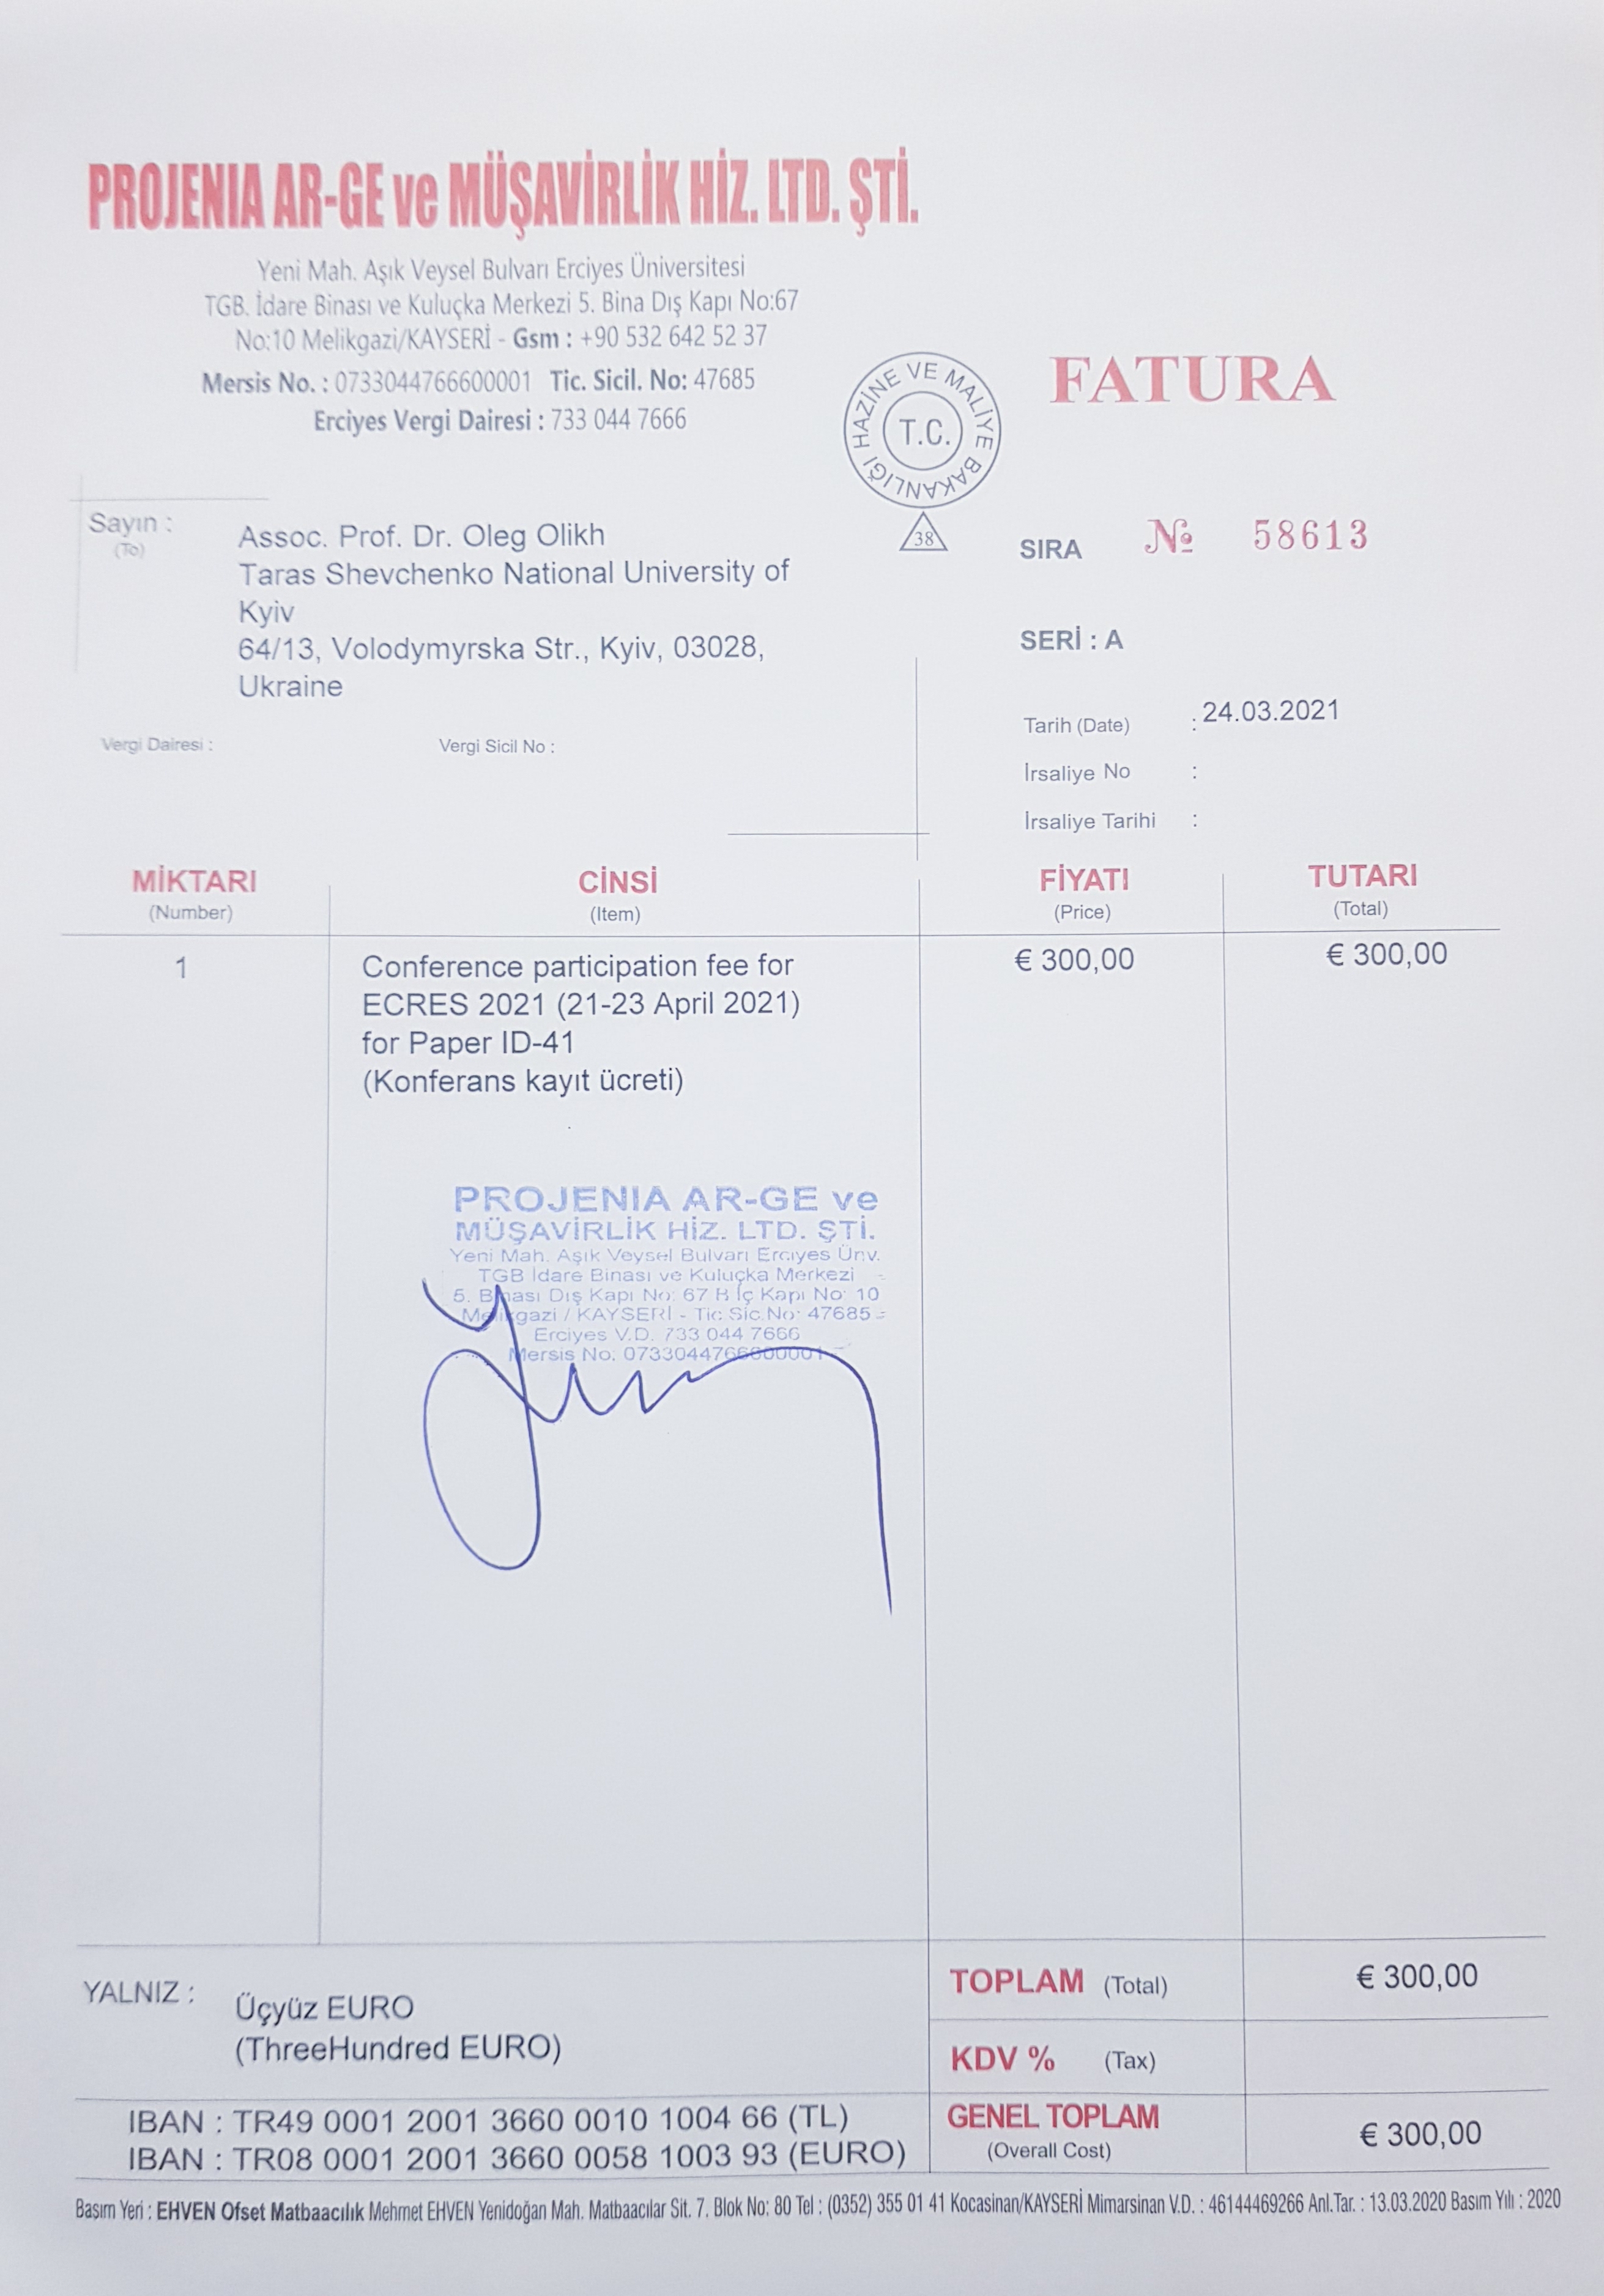 PROJENIA AR-GE ve MÜŞAVİRLİK HİZ. LTD. ŞTİ.
Yeni Mah. Aşık Veysel Bulvarı Erciyes Üniversitesi
TGB. İdare Binası ve Kuluçka Merkezi 5. Bina Dış Kapı No:67
No:10 Melikgazi/KAYSERİ - Gsm : +90 532 642 52 37
Mersis No. : 0733044766600001 Tic. Sicil. No: 47685
Erciyes Vergi Dairesi : 733 044 7666
HAZİNE VE MALİYE BAKANLIĞI
T.C.
38
FATURA
SIRA № 58613
SERİ : A
Sayın :
(To)
Assoc. Prof. Dr. Oleg Olikh
Taras Shevchenko National University of
Kyiv
64/13, Volodymyrska Str., Kyiv, 03028,
Ukraine
Vergi Dairesi : Vergi Sicil No :
Tarih (Date) : 24.03.2021
İrsaliye No :
İrsaliye Tarihi :
MİKTARI CİNSİ FİYATI TUTARI
(Number) (Item) (Price) (Total)
1 Conference participation fee for € 300,00 € 300,00
ECRES 2021 (21-23 April 2021)
for Paper ID-41
(Konferans kayıt ücreti)
PROJENIA AR-GE ve
MÜŞAVİRLİK HİZ. LTD. ŞTİ.
Yeni Mah. Aşık Veysel Bulvarı Erciyes Ünv.
TGB İdare Binası ve Kuluçka Merkezi
5. Binası Dış Kapı No: 67 B İç Kapı No: 10
Melikgazi / KAYSERİ - Tic.Sic.No: 47685
Erciyes V.D. 733 044 7666
Mersis No: 0733044766600001
YALNIZ :
Üçyüz EURO
(ThreeHundred EURO)
TOPLAM (Total) € 300,00
KDV % (Tax)
GENEL TOPLAM
(Overall Cost)
€ 300,00
IBAN : TR49 0001 2001 3660 0010 1004 66 (TL)
IBAN : TR08 0001 2001 3660 0058 1003 93 (EURO)
Basım Yeri : EHVEN Ofset Matbaacılık Mehmet EHVEN Yenidoğan Mah. Matbaacılar Sit. 7. Blok No: 80 Tel : (0352) 355 01 41 Kocasinan/KAYSERİ Mimarsinan V.D. : 46144469266 Anl.Tar. : 13.03.2020 Basım Yılı : 2020